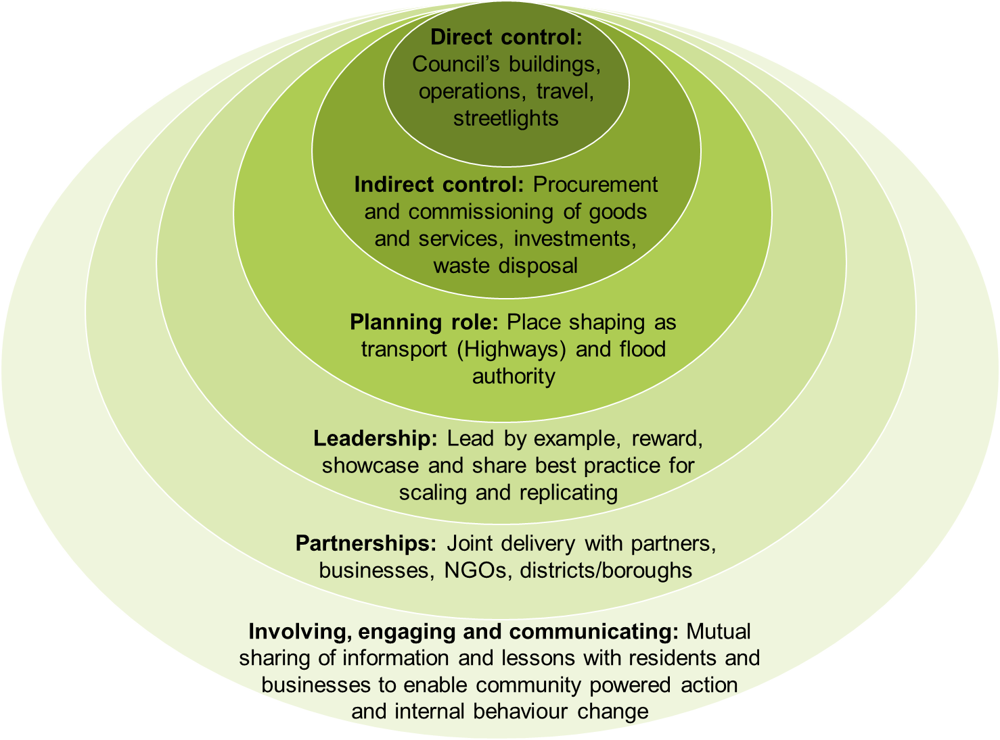 Direct control:
Council’s buildings,
operations, travel,
streetlights
Indirect control: Procurement
and commissioning of goods
and services, investments,
waste disposal
Planning role: Place shaping as
transport (Highways) and flood
authority
Leadership: Lead by example, reward,
showcase and share best practice for
scaling and replicating
Partnerships: Joint delivery with partners,
businesses, NGOs, districts/boroughs
Involving, engaging and communicating: Mutual
sharing of information and lessons with residents and
businesses to enable community powered action
and internal behaviour change